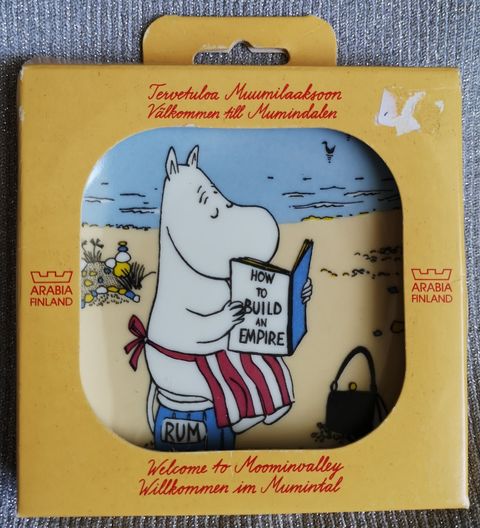 Tervetuloa Muumilaaksoon
Välkommen till Mumindalen
ARABIA
FINLAND
ARABIA
FINLAND
HOW
TO
BUILD
AN
EMPIRE
RUM
Welcome to Moominvalley
Willkommen im Mumintal